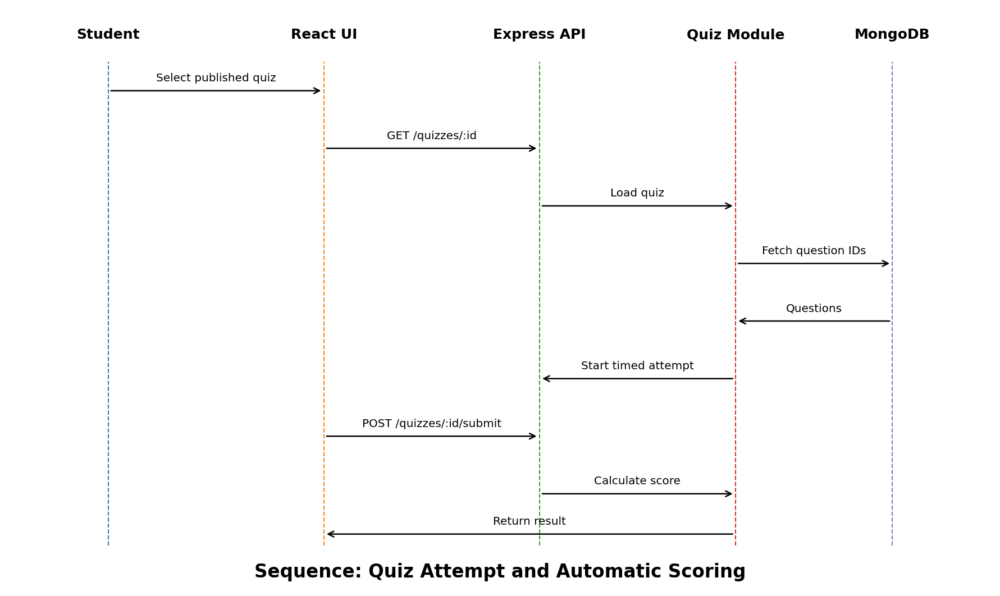 Student
React UI
Express API
Quiz Module
MongoDB
Select published quiz
GET /quizzes/:id
Load quiz
Fetch question IDs
Questions
Start timed attempt
POST /quizzes/:id/submit
Calculate score
Return result
Sequence: Quiz Attempt and Automatic Scoring